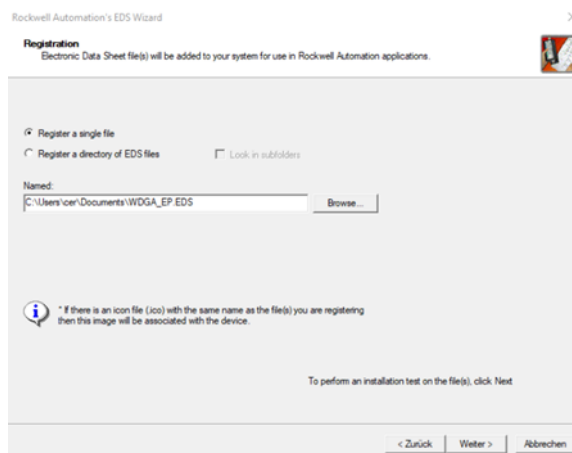 Rockwell Automation's EDS Wizard
Registration
Electronic Data Sheet file(s) will be added to your system for use in Rockwell Automation applications.
Register a single file
Register a directory of EDS files
Look in subfolders
Named:
C:\Users\cer\Documents\WDGA_EP.EDS
Browse...
* If there is an icon file (.ico) with the same name as the file(s) you are registering
then this image will be associated with the device.
To perform an installation test on the file(s), click Next
< Zurück
Weiter >
Abbrechen